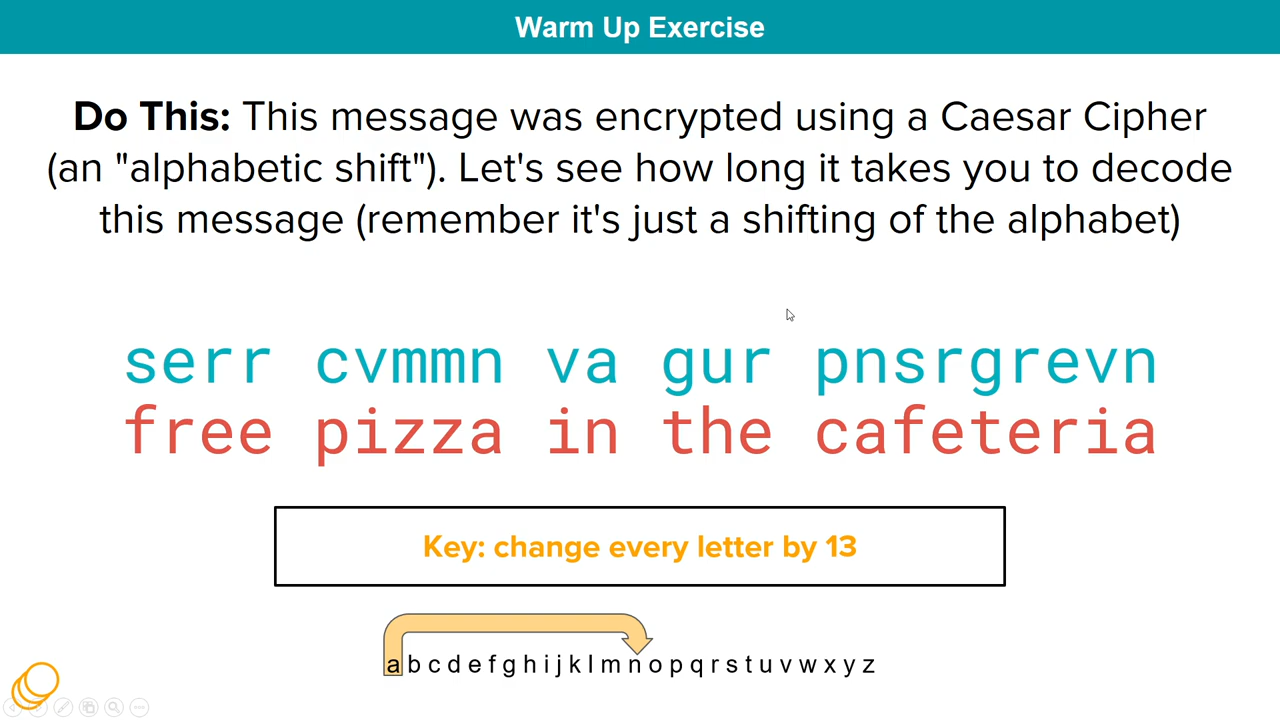 Warm Up Exercise
Do This: This message was encrypted using a Caesar Cipher
(an "alphabetic shift"). Let's see how long it takes you to decode
this message (remember it's just a shifting of the alphabet)
serr cvmmn va gur pnsrgrevn
free pizza in the cafeteria
Key: change every letter by 13
a b c d e f g h i j k l m n o p q r s t u v w x y z